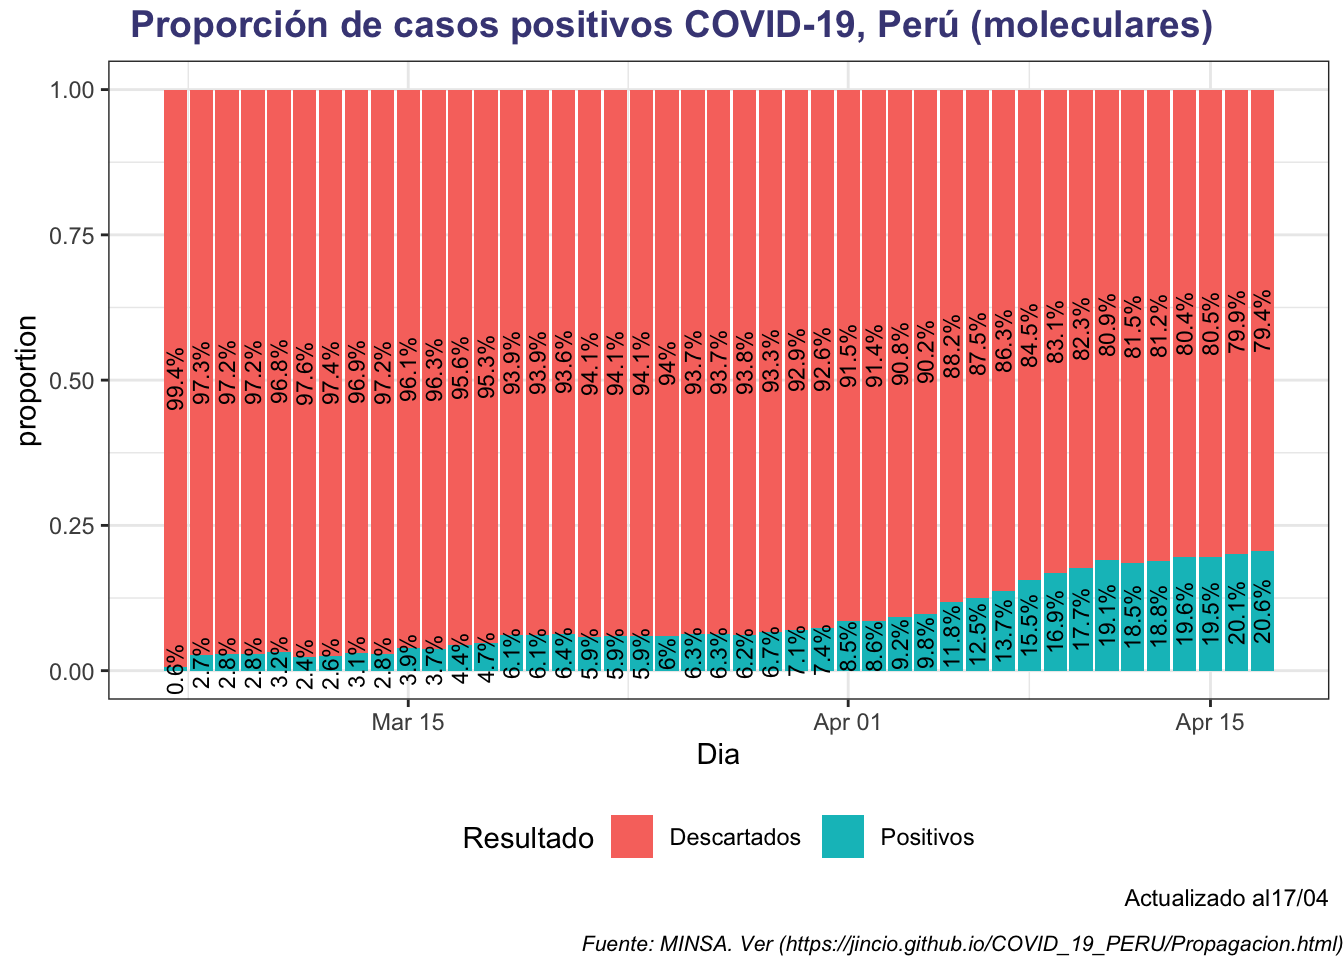 Proporción de casos positivos COVID-19, Perú (moleculares)
1.00
0.75
0.50
0.25
0.00
proportion
99.4% 97.3% 97.2% 97.2% 96.8% 97.6% 97.4% 96.9% 97.2% 96.1% 96.3% 95.6% 95.3% 93.9% 93.9% 93.6% 94.1% 94.1% 94.1% 94% 93.7% 93.7% 93.8% 93.3% 92.9% 92.6% 91.5% 91.4% 90.8% 90.2% 88.2% 87.5% 86.3% 84.5% 83.1% 82.3% 80.9% 81.5% 81.2% 80.4% 80.5% 79.9% 79.4%
0.6% 2.7% 2.8% 2.8% 3.2% 2.4% 2.6% 3.1% 2.8% 3.9% 3.7% 4.4% 4.7% 6.1% 6.1% 6.4% 5.9% 5.9% 5.9% 6% 6.3% 6.3% 6.2% 6.7% 7.1% 7.4% 8.5% 8.6% 9.2% 9.8% 11.8% 12.5% 13.7% 15.5% 16.9% 17.7% 19.1% 18.5% 18.8% 19.6% 19.5% 20.1% 20.6%
Mar 15 Apr 01 Apr 15
Dia
Resultado Descartados Positivos
Actualizado al17/04
Fuente: MINSA. Ver (https://jincio.github.io/COVID_19_PERU/Propagacion.html)